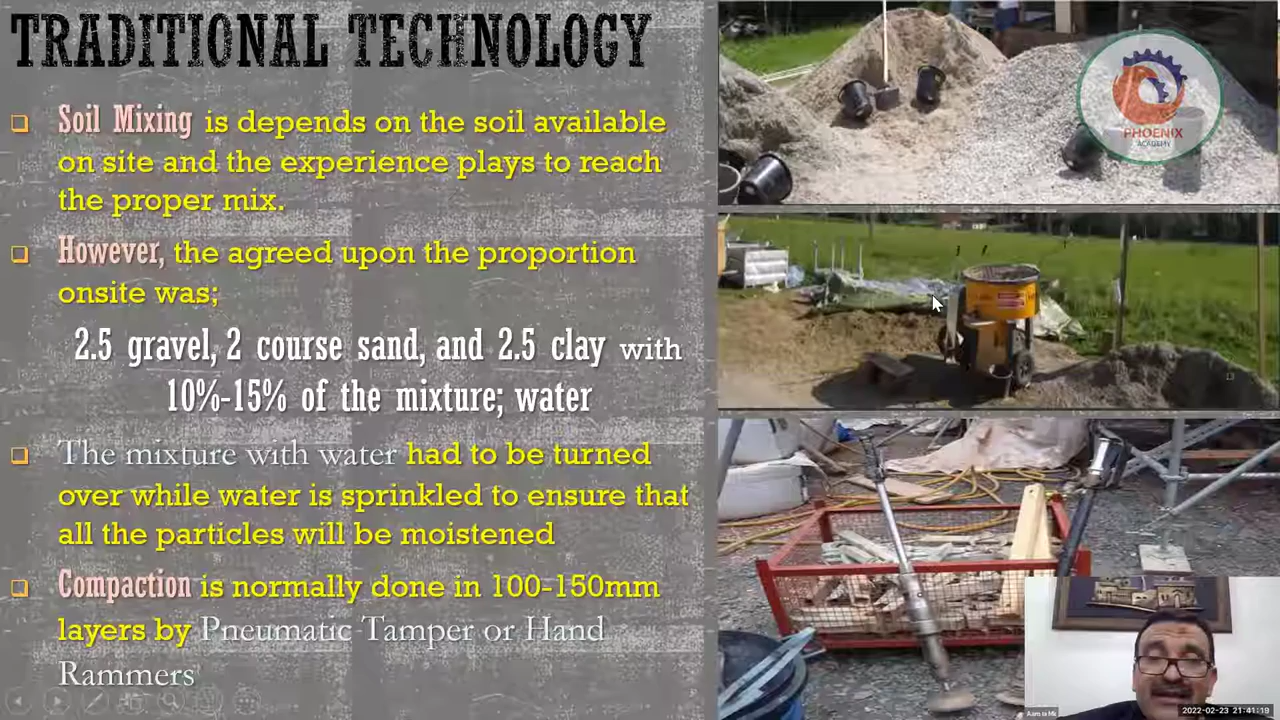 TRADITIONAL TECHNOLOGY
Soil Mixing is depends on the soil available
on site and the experience plays to reach
the proper mix.
However, the agreed upon the proportion
onsite was;
2.5 gravel, 2 course sand, and 2.5 clay with
10%-15% of the mixture; water
The mixture with water had to be turned
over while water is sprinkled to ensure that
all the particles will be moistened
Compaction is normally done in 100-150mm
layers by Pneumatic Tamper or Hand
Rammers
PHOENIX
ACADEMY
2022-02-23 21:41:19